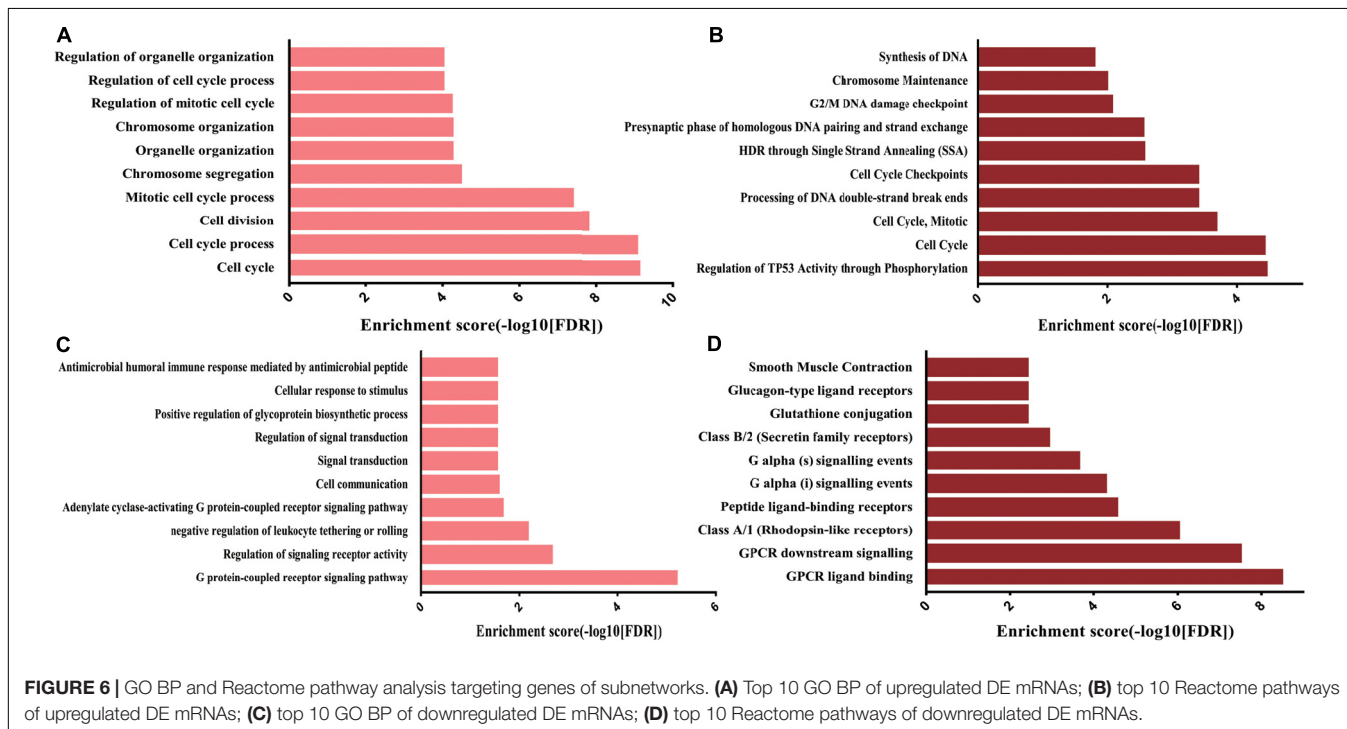 A
Regulation of organelle organization
Regulation of cell cycle process
Regulation of mitotic cell cycle
Chromosome organization
Organelle organization
Chromosome segregation
Mitotic cell cycle process
Cell division
Cell cycle process
Cell cycle
0 2 4 6 8 10
Enrichment score(-log10[FDR])
B
Synthesis of DNA
Chromosome Maintenance
G2/M DNA damage checkpoint
Presynaptic phase of homologous DNA pairing and strand exchange
HDR through Single Strand Annealing (SSA)
Cell Cycle Checkpoints
Processing of DNA double-strand break ends
Cell Cycle, Mitotic
Cell Cycle
Regulation of TP53 Activity through Phosphorylation
0 2 4
Enrichment score(-log10[FDR])
C
Antimicrobial humoral immune response mediated by antimicrobial peptide
Cellular response to stimulus
Positive regulation of glycoprotein biosynthetic process
Regulation of signal transduction
Signal transduction
Cell communication
Adenylate cyclase-activating G protein-coupled receptor signaling pathway
negative regulation of leukocyte tethering or rolling
Regulation of signaling receptor activity
G protein-coupled receptor signaling pathway
0 2 4 6
Enrichment score(-log10[FDR])
D
Smooth Muscle Contraction
Glucagon-type ligand receptors
Glutathione conjugation
Class B/2 (Secretin family receptors)
G alpha (s) signalling events
G alpha (i) signalling events
Peptide ligand-binding receptors
Class A/1 (Rhodopsin-like receptors)
GPCR downstream signalling
GPCR ligand binding
0 2 4 6 8
Enrichment score(-log10[FDR])
FIGURE 6 | GO BP and Reactome pathway analysis targeting genes of subnetworks. (A) Top 10 GO BP of upregulated DE mRNAs; (B) top 10 Reactome pathways
of upregulated DE mRNAs; (C) top 10 GO BP of downregulated DE mRNAs; (D) top 10 Reactome pathways of downregulated DE mRNAs.